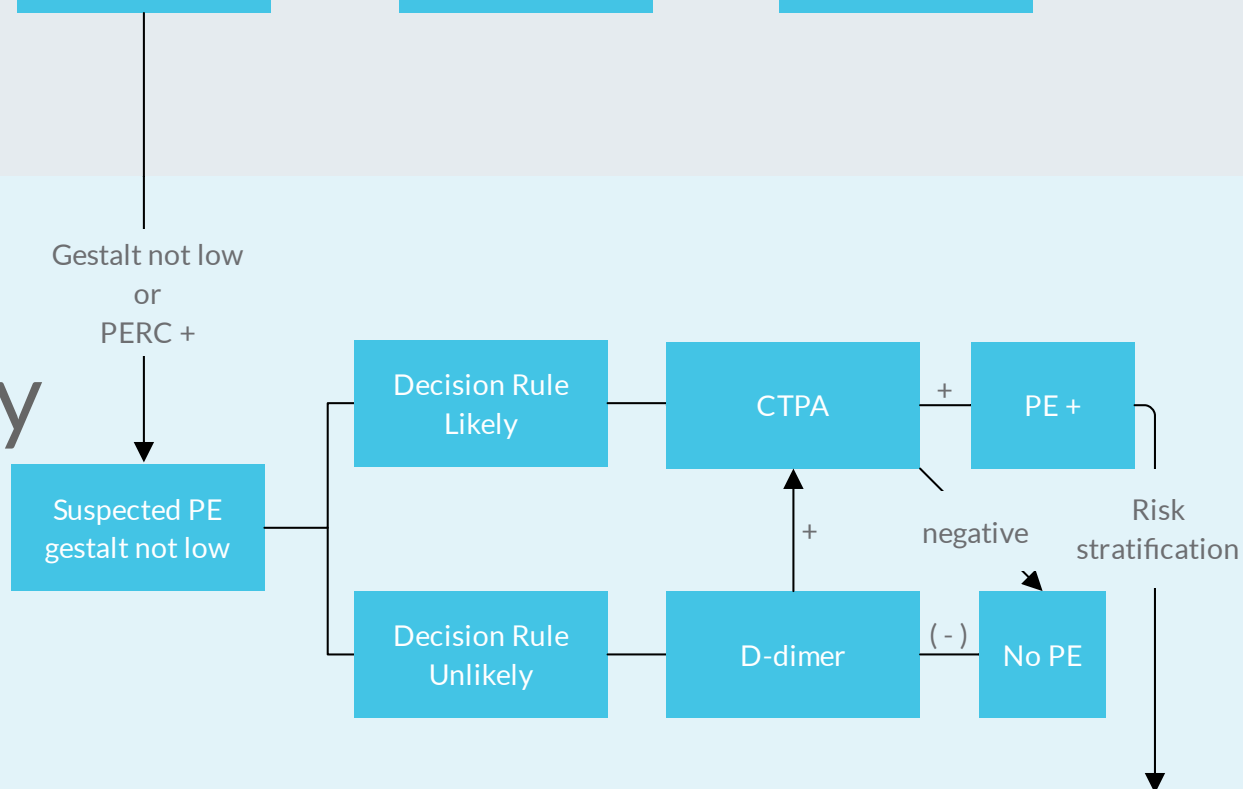 Gestalt not low
or
PERC +
y
Decision Rule
Likely
CTPA
+
PE +
Suspected PE
gestalt not low
+
negative
Risk
stratification
Decision Rule
Unlikely
D-dimer
( - )
No PE